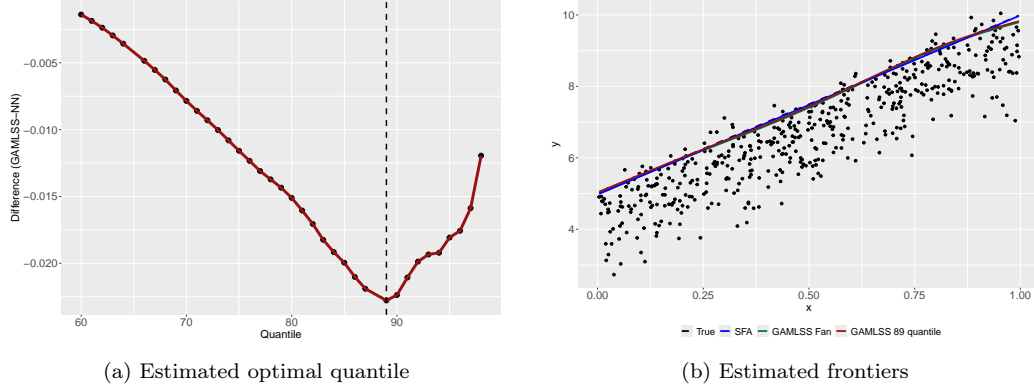 Difference (GAMLSS−NN)
−0.005
−0.010
−0.015
−0.020
60
70
80
90
Quantile
(a) Estimated optimal quantile
y
10
8
6
4
0.00
0.25
0.50
0.75
1.00
x
True
SFA
GAMLSS Fan
GAMLSS 89 quantile
(b) Estimated frontiers